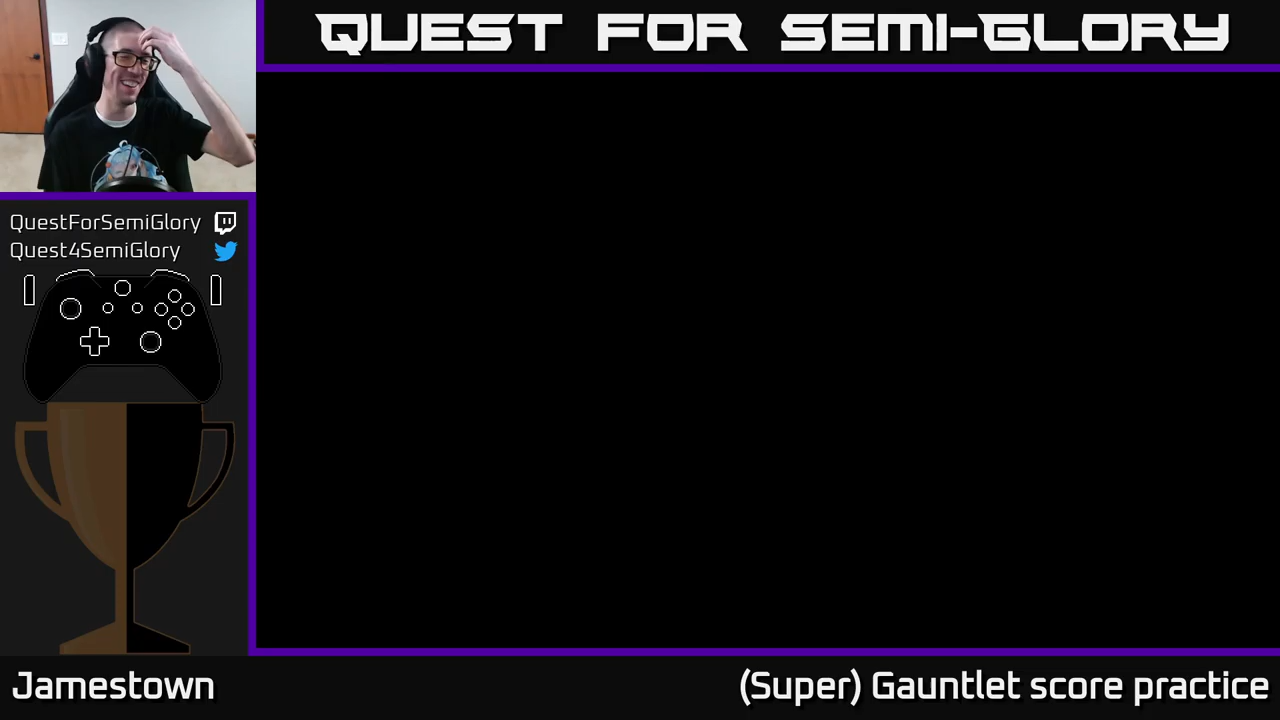 QUEST FOR SEMI-GLORY
QuestForSemiGlory
Quest4SemiGlory
Jamestown
(Super) Gauntlet score practice